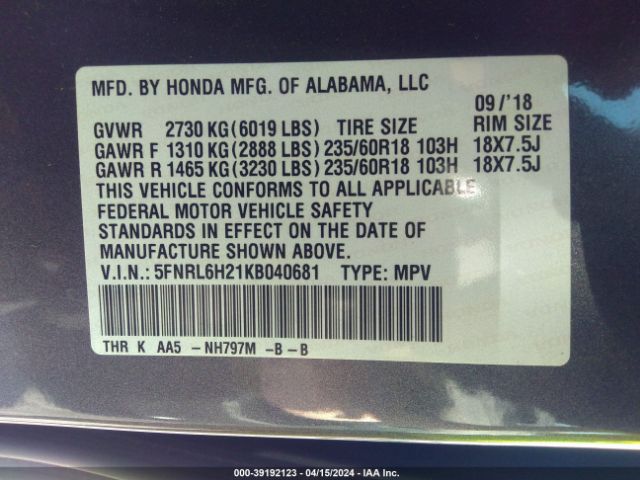 MFD. BY HONDA MFG. OF ALABAMA, LLC
09/'18
GVWR 2730 KG(6019 LBS) TIRE SIZE RIM SIZE
GAWR F 1310 KG(2888 LBS)235/60R18 103H 18X7.5J
GAWR R 1465 KG(3230 LBS)235/60R18 103H 18X7.5J
THIS VEHICLE CONFORMS TO ALL APPLICABLE
FEDERAL MOTOR VEHICLE SAFETY
STANDARDS IN EFFECT ON THE DATE OF
MANUFACTURE SHOWN ABOVE.
V.I.N.: 5FNRL6H21KB040681 TYPE: MPV
THR K AA5 -NH797M -B-B
000-39192123 - 04/15/2024 - IAA Inc.